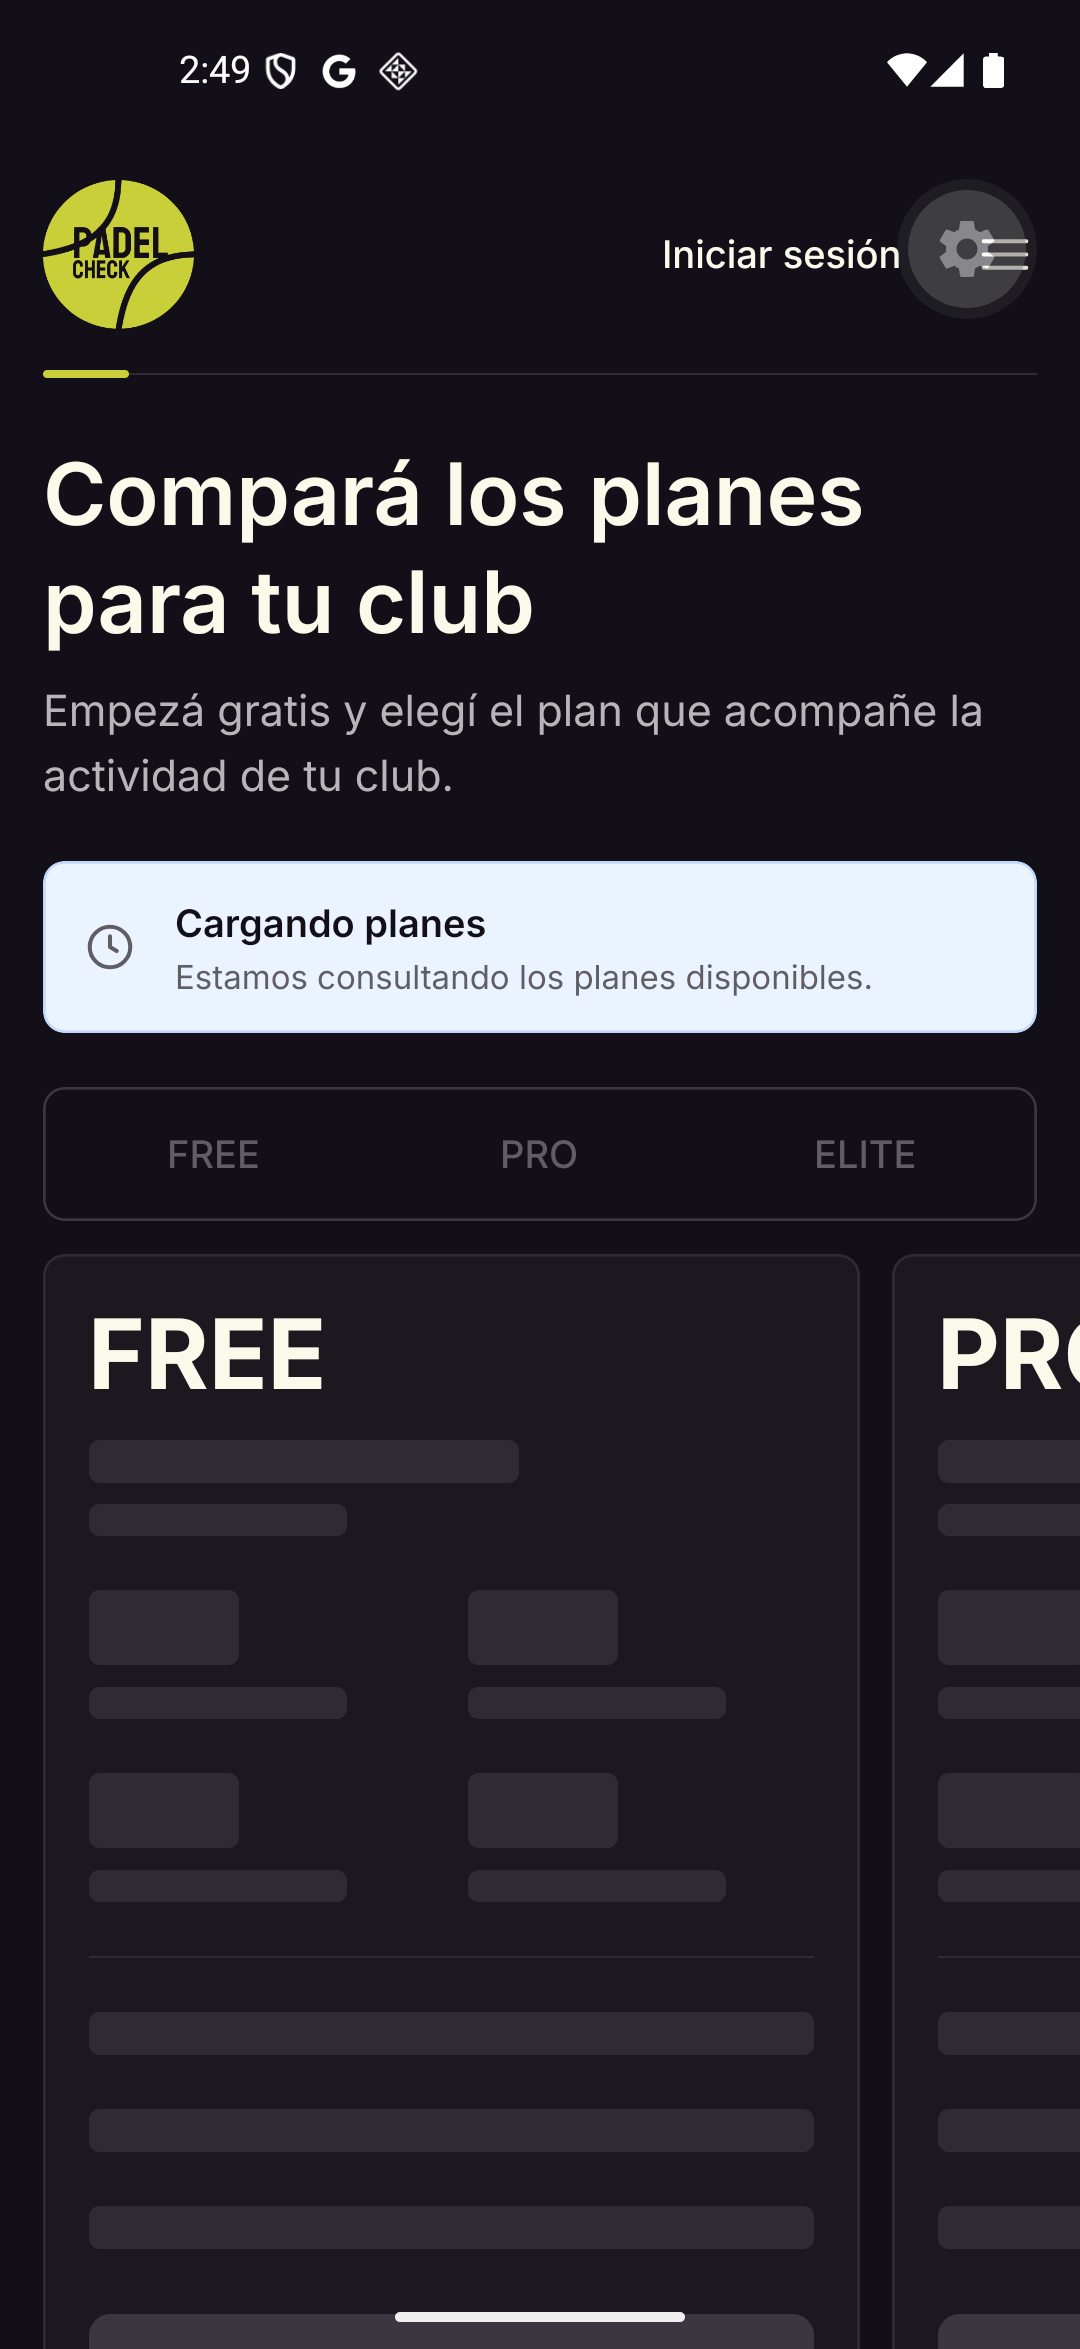 2:49
PADEL
CHECK
Iniciar sesión
Compará los planes
para tu club
Empezá gratis y elegí el plan que acompañe la
actividad de tu club.
Cargando planes
Estamos consultando los planes disponibles.
FREE PRO ELITE
FREE
PRO